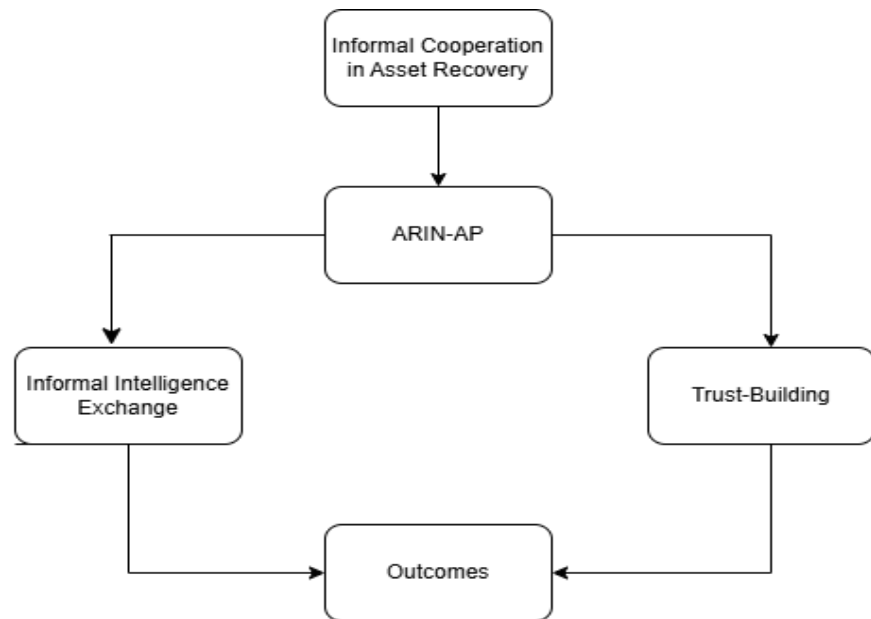 Informal Cooperation
in Asset Recovery
ARIN-AP
Informal Intelligence
Exchange
Trust-Building
Outcomes